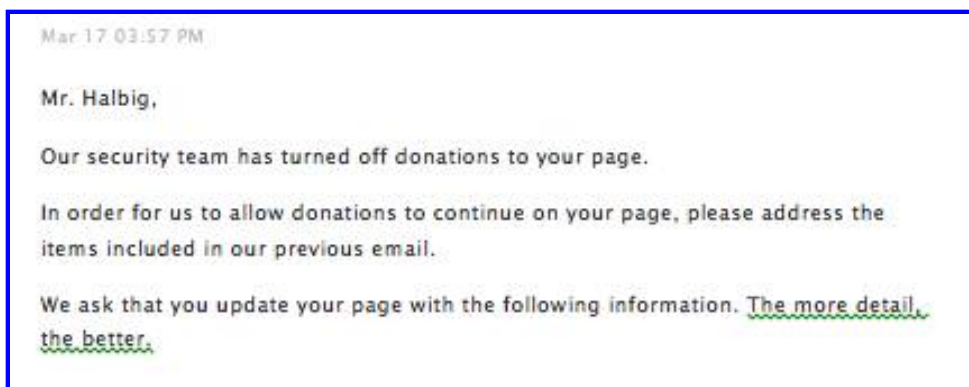 Mar 17 03:57 PM
Mr. Halbig,
Our security team has turned off donations to your page.
In order for us to allow donations to continue on your page, please address the
items included in our previous email.
We ask that you update your page with the following information. The more detail,
the better.